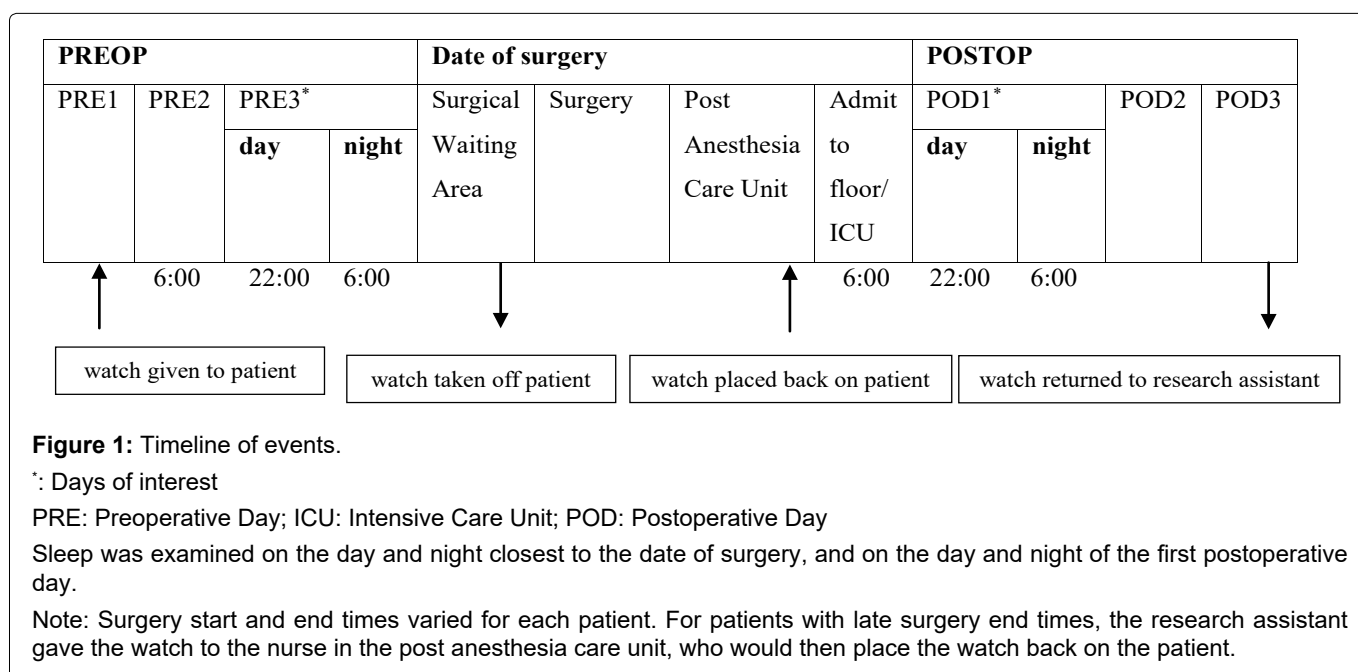 PREOP Date of surgery POSTOP
PRE1 PRE2 PRE3* Surgical Surgery Post Admit POD1* POD2 POD3
day night Waiting Anesthesia to day night
Area Care Unit floor/
ICU
6:00 22:00 6:00 6:00 22:00 6:00
watch given to patient watch taken off patient watch placed back on patient watch returned to research assistant
Figure 1: Timeline of events.
*: Days of interest
PRE: Preoperative Day; ICU: Intensive Care Unit; POD: Postoperative Day
Sleep was examined on the day and night closest to the date of surgery, and on the day and night of the first postoperative
day.
Note: Surgery start and end times varied for each patient. For patients with late surgery end times, the research assistant
gave the watch to the nurse in the post anesthesia care unit, who would then place the watch back on the patient.